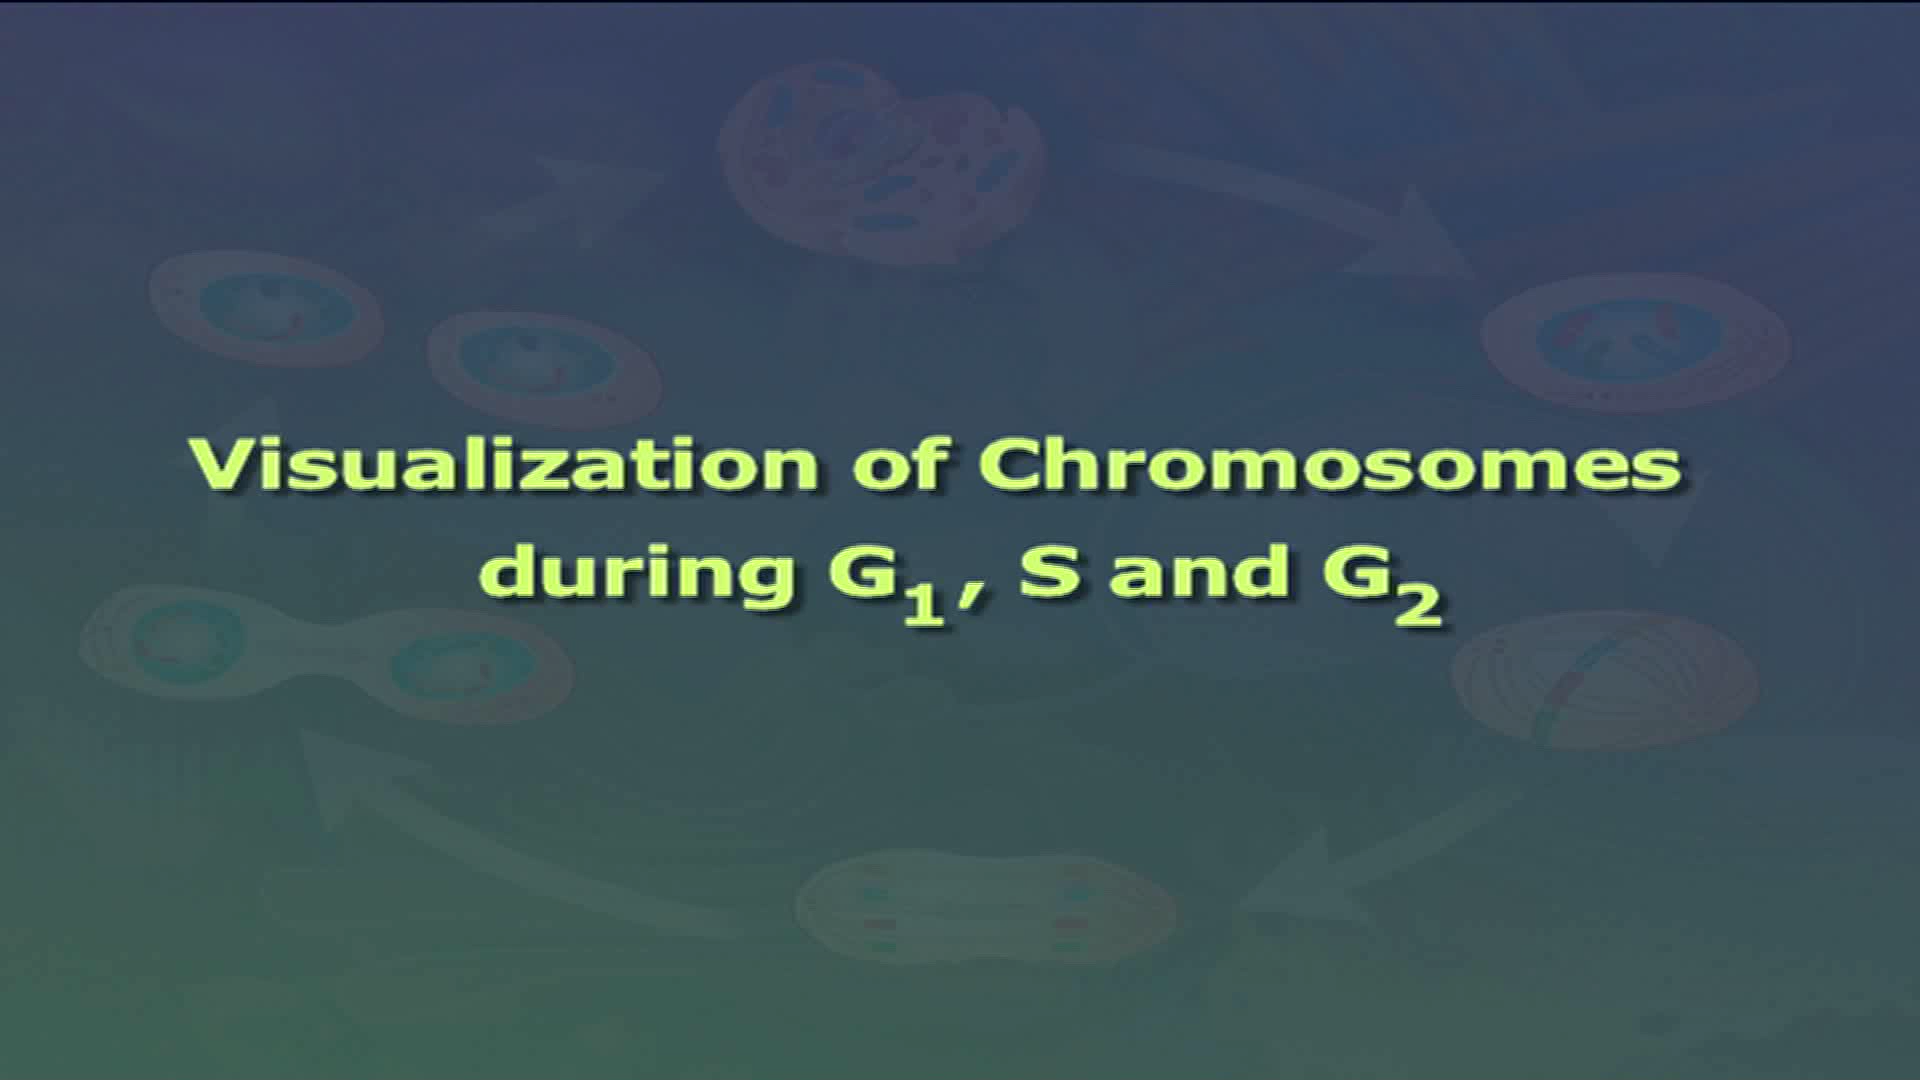 Visualization of Chromosomes
during G₁, S and G₂